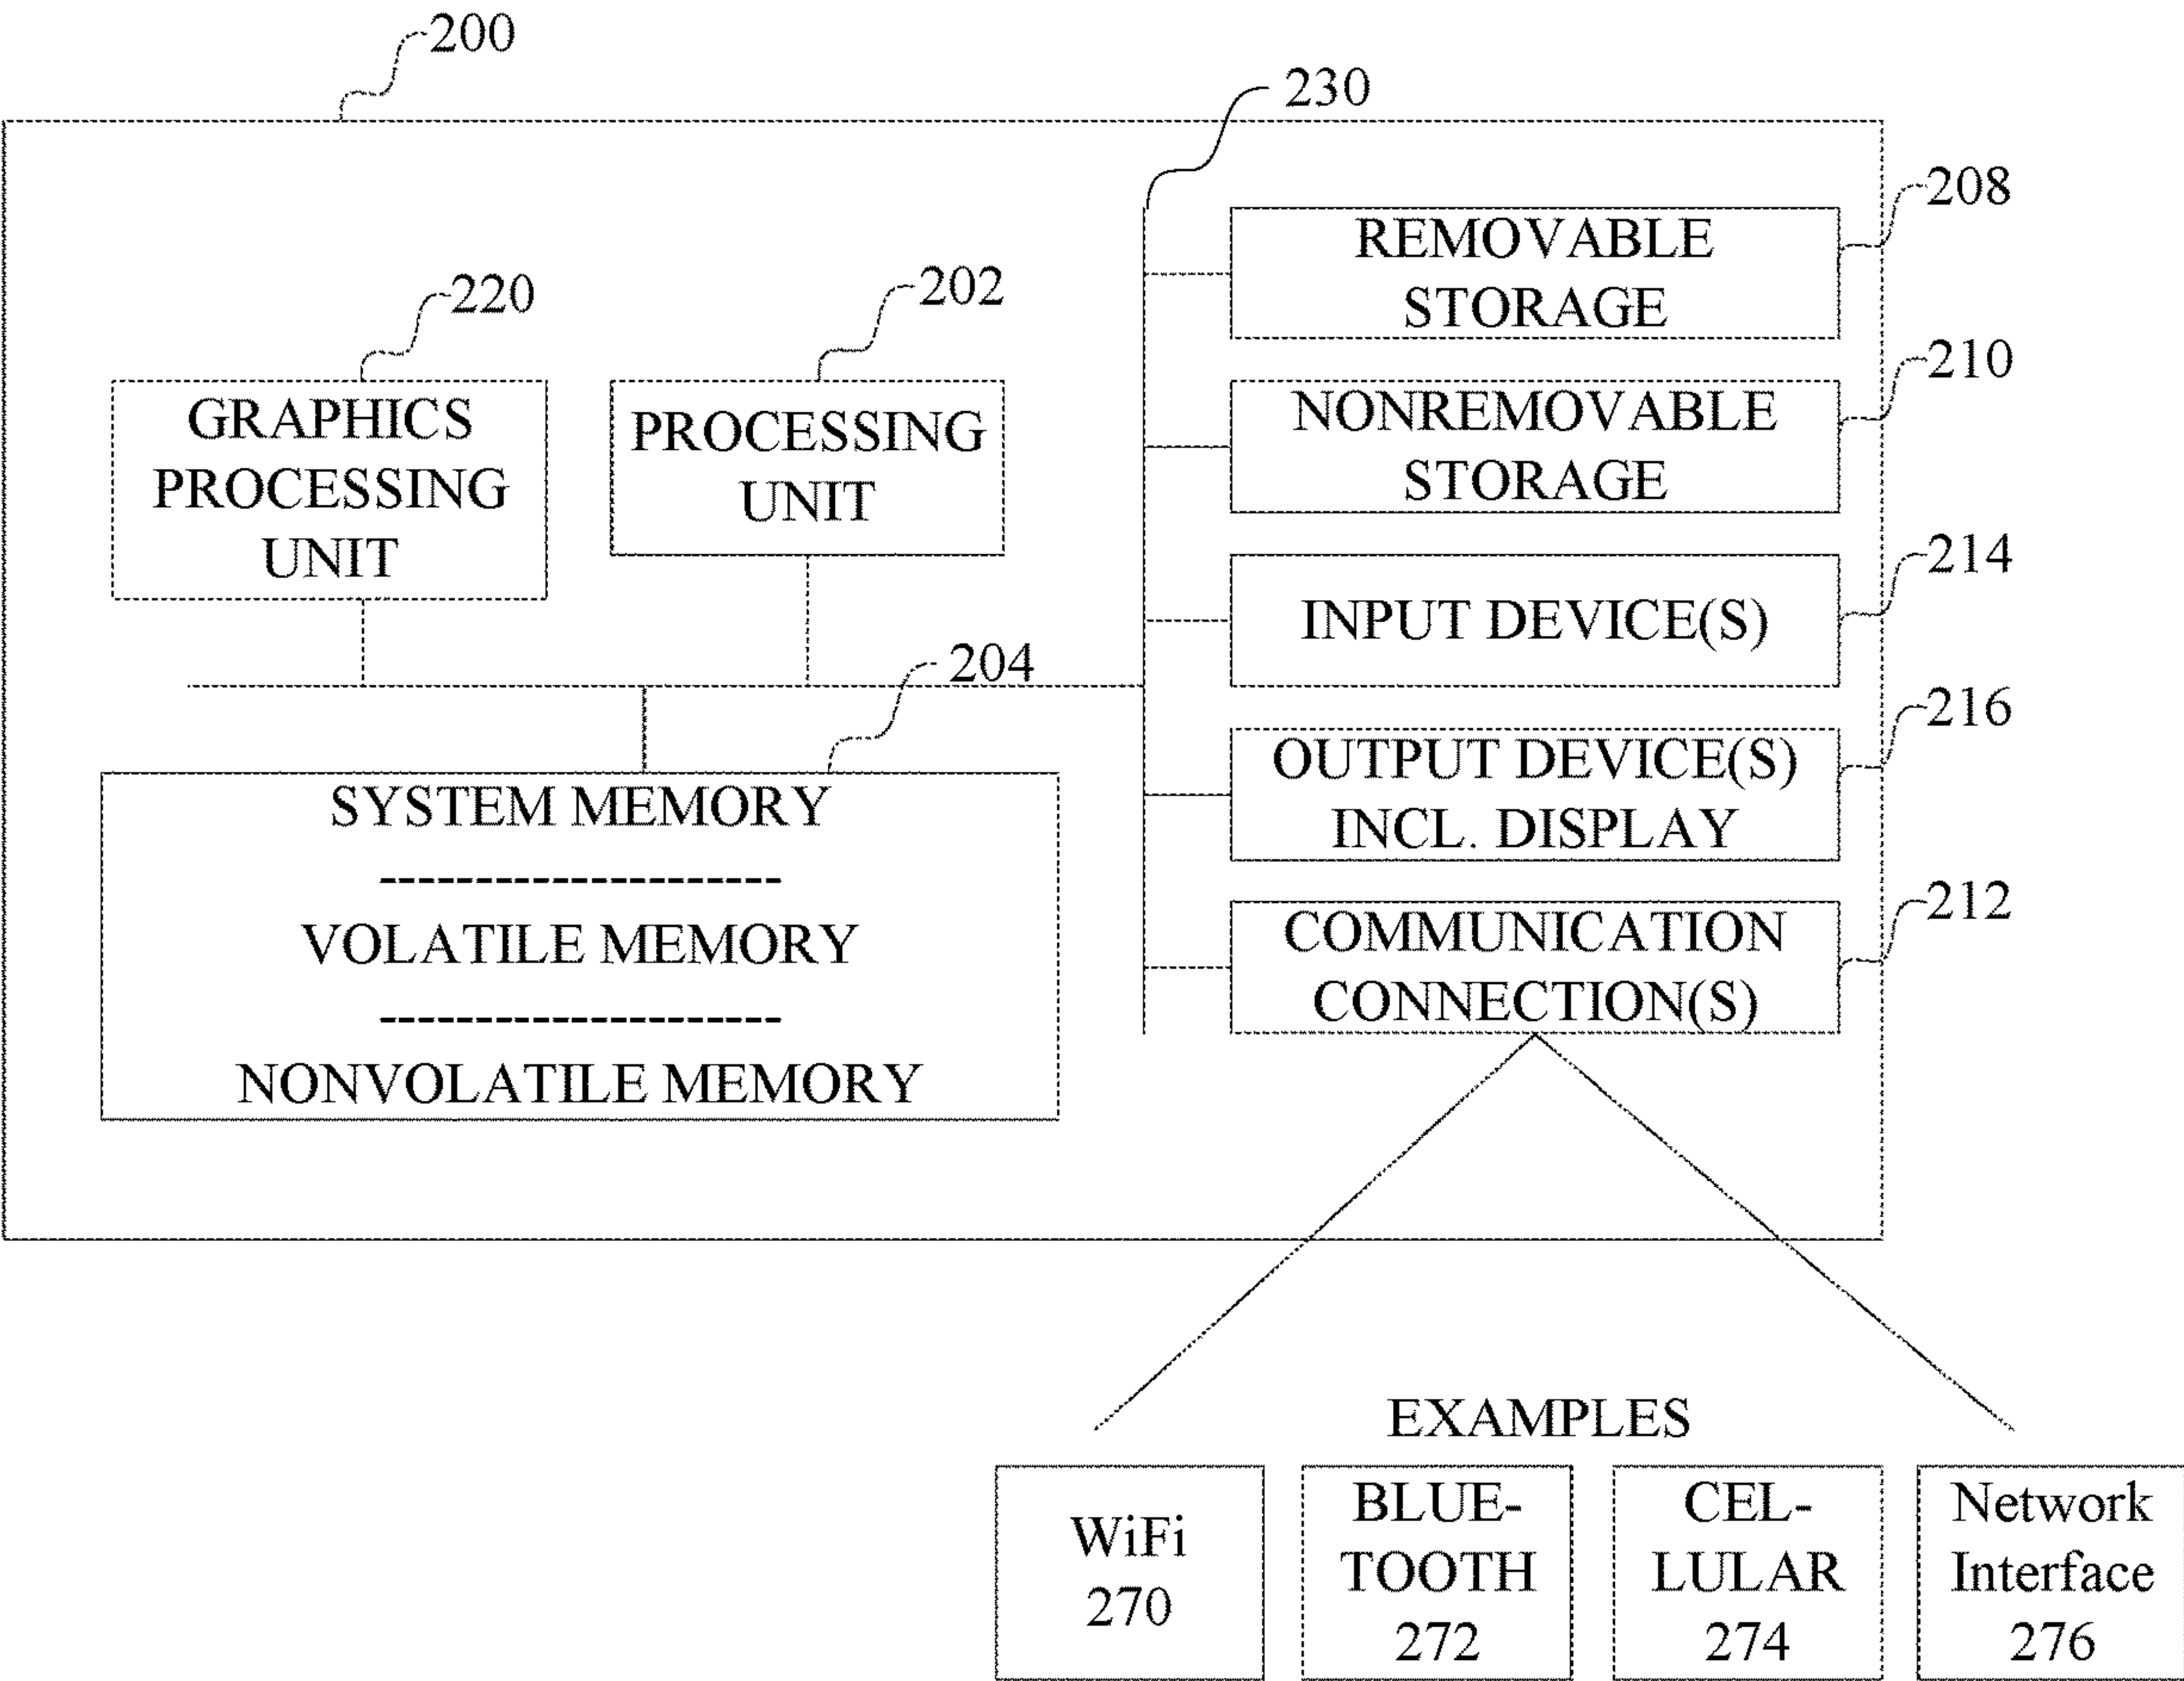 200
230
208
REMOVABLE
STORAGE
220
202
210
GRAPHICS
PROCESSING
UNIT
PROCESSING
UNIT
NONREMOVABLE
STORAGE
214
INPUT DEVICE(S)
204
216
SYSTEM MEMORY
--------------------
VOLATILE MEMORY
--------------------
NONVOLATILE MEMORY
OUTPUT DEVICE(S)
INCL. DISPLAY
212
COMMUNICATION
CONNECTION(S)
EXAMPLES
WiFi
270
BLUE-
TOOTH
272
CEL-
LULAR
274
Network
Interface
276